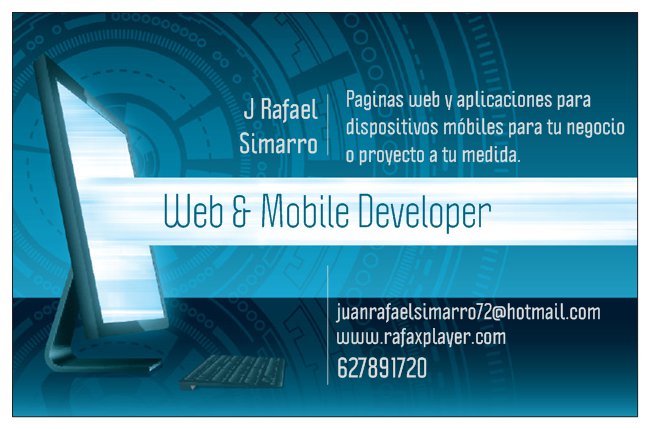 J Rafael
Simarro
Paginas web y aplicaciones para
dispositivos móbiles para tu negocio
o proyecto a tu medida.
Web & Mobile Developer
juanrafaelsimarro72@hotmail.com
www.rafaxplayer.com
627891720